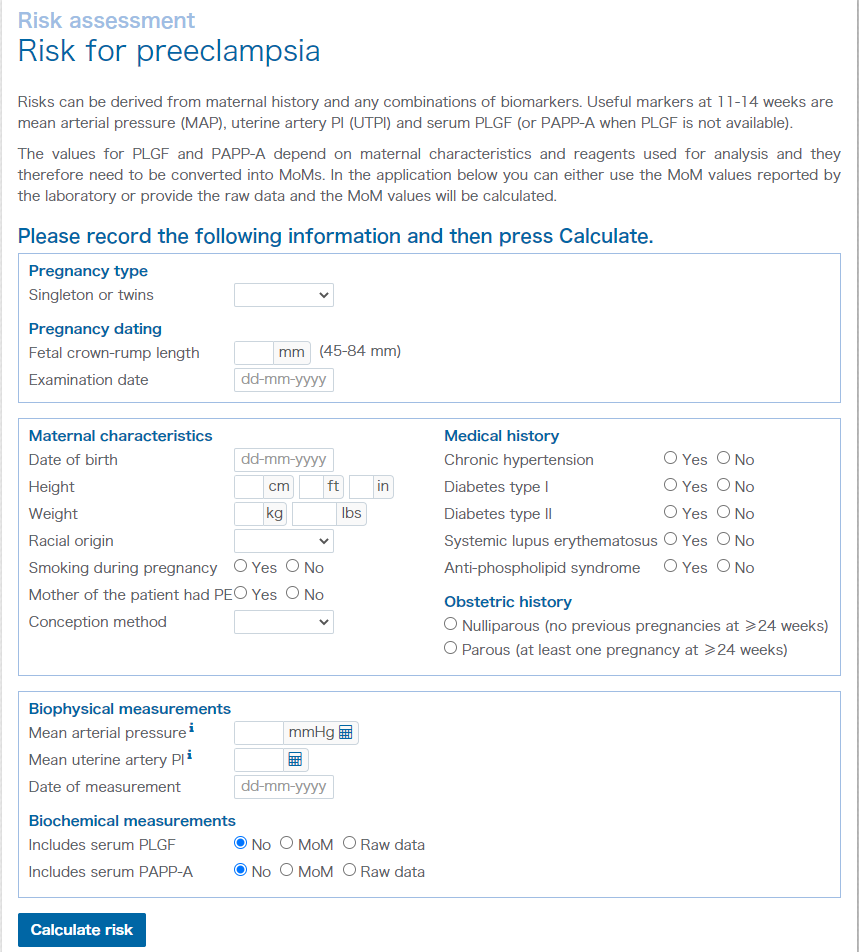 Risk assessment
Risk for preeclampsia
Risks can be derived from maternal history and any combinations of biomarkers. Useful markers at 11-14 weeks are
mean arterial pressure (MAP), uterine artery PI (UTPI) and serum PLGF (or PAPP-A when PLGF is not available).
The values for PLGF and PAPP-A depend on maternal characteristics and reagents used for analysis and they
therefore need to be converted into MoMs. In the application below you can either use the MoM values reported by
the laboratory or provide the raw data and the MoM values will be calculated.
Please record the following information and then press Calculate.
Pregnancy type
Singleton or twins
Pregnancy dating
Fetal crown-rump length mm (45-84 mm)
Examination date dd-mm-yyyy
Maternal characteristics
Date of birth dd-mm-yyyy
Height cm ft in
Weight kg lbs
Racial origin
Smoking during pregnancy Yes No
Mother of the patient had PE Yes No
Conception method
Medical history
Chronic hypertension Yes No
Diabetes type I Yes No
Diabetes type II Yes No
Systemic lupus erythematosus Yes No
Anti-phospholipid syndrome Yes No
Obstetric history
Nulliparous (no previous pregnancies at ⩾24 weeks)
Parous (at least one pregnancy at ⩾24 weeks)
Biophysical measurements
Mean arterial pressure i mmHg
Mean uterine artery PI i
Date of measurement dd-mm-yyyy
Biochemical measurements
Includes serum PLGF No MoM Raw data
Includes serum PAPP-A No MoM Raw data
Calculate risk